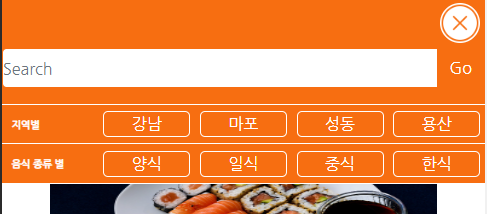 Search Go
지역별 강남 마포 성동 용산
음식 종류 별 양식 일식 중식 한식